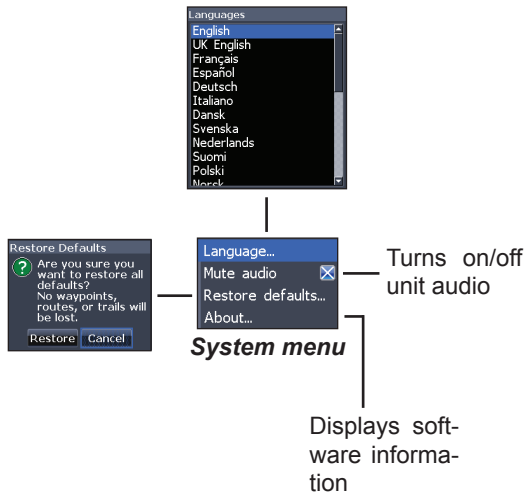 Languages
English
UK English
Français
Español
Deutsch
Italiano
Dansk
Svenska
Nederlands
Suomi
Polski
Norsk
Restore Defaults
Are you sure you
want to restore all
defaults?
No waypoints,
routes, or trails will
be lost.
Restore Cancel
Language...
Mute audio
Restore defaults...
About...
System menu
Turns on/off
unit audio
Displays soft-
ware informa-
tion